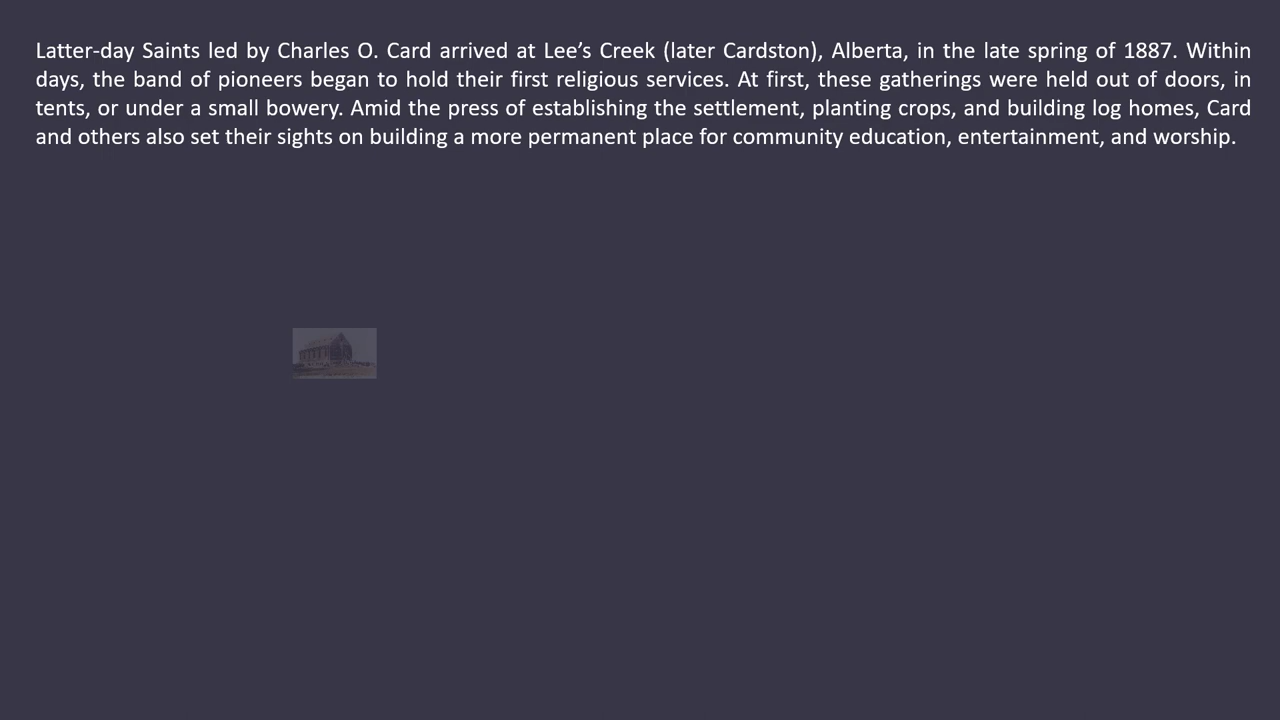 Latter-day Saints led by Charles O. Card arrived at Lee’s Creek (later Cardston), Alberta, in the late spring of 1887. Within
days, the band of pioneers began to hold their first religious services. At first, these gatherings were held out of doors, in
tents, or under a small bowery. Amid the press of establishing the settlement, planting crops, and building log homes, Card
and others also set their sights on building a more permanent place for community education, entertainment, and worship.